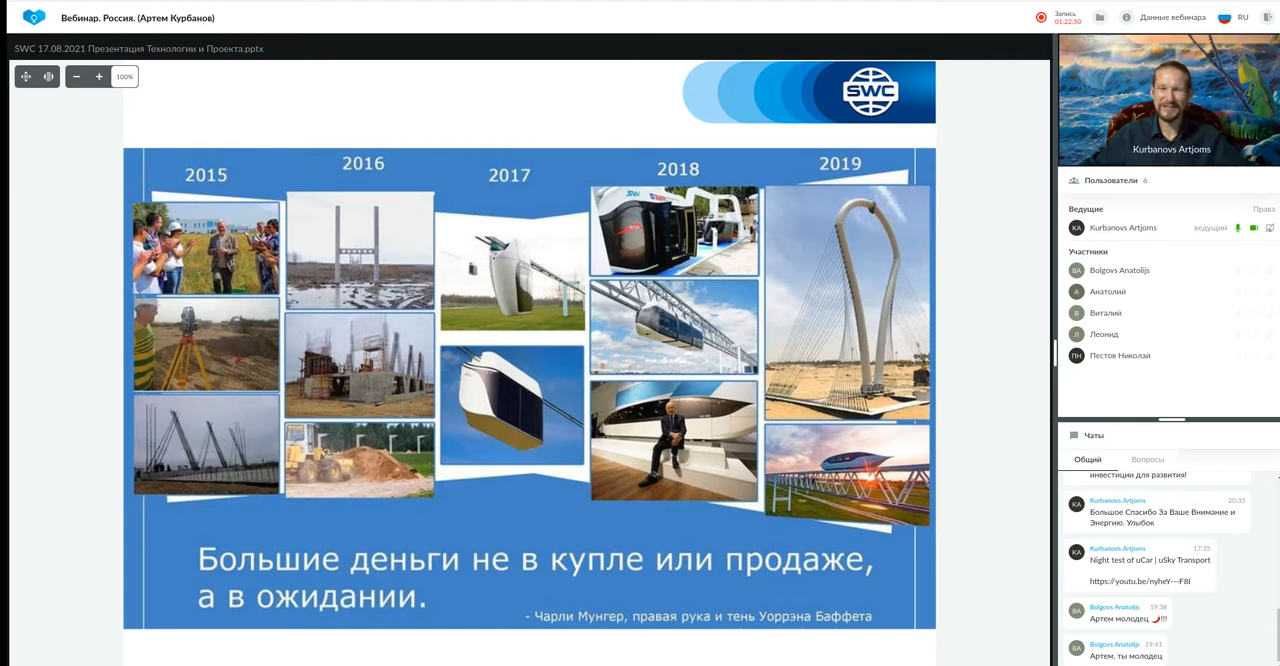 Вебинар. Россия. (Артем Курбанов)
Запись
01:22:50
Данные вебинара
RU
SWC 17.08.2021 Презентация Технологии и Проекта.pptx
100%
SWC
2015
2016
2017
2018
2019
Большие деньги не в купле или продаже,
а в ожидании.
- Чарли Мунгер, правая рука и тень Уоррэна Баффета
Kurbanovs Artjoms
Пользователи 6
Ведущие
Права
KA
Kurbanovs Artjoms
ведущий
Участники
BA
Bolgovs Anatolijs
А
Анатолий
В
Виталий
Л
Леонид
ПН
Пестов Николай
Чаты
Общий
Вопросы
инвестиции для развития!
KA
Kurbanovs Artjoms
20:35
Большое Спасибо За Ваше Внимание и
Энергию. Улыбок
KA
Kurbanovs Artjoms
17:35
Night test of uCar | uSky Transport
https://youtu.be/nyheY---F8I
BA
Bolgovs Anatolijs
19:38
Артем молодец 🌶️!!!
BA
Bolgovs Anatolijs
19:41
Артем, ты молодец